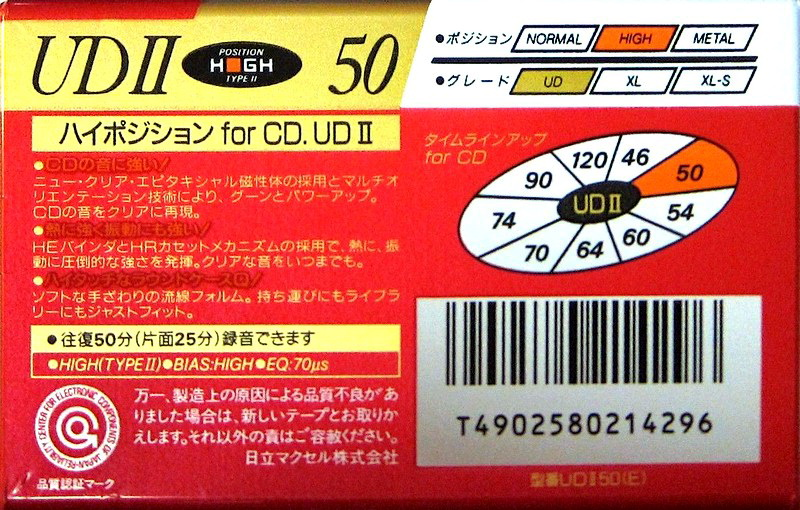 UDⅡ POSITION HIGH TYPE Ⅱ 50
●ポジション NORMAL HIGH METAL
●グレード UD XL XL-S
ハイポジション for CD. UDⅡ
●CDの音に強い!
ニュー・クリア・エピタキシャル磁性体の採用とマルチオ
リエンテーション技術により、グーンとパワーアップ。
CDの音をクリアに再現。
●熱に強く振動にも強い!
HEバインダとHRカセットメカニズムの採用で、熱に、振
動に圧倒的な強さを発揮。クリアな音をいつまでも。
●ハイタッチなラウンドケースQ!
ソフトな手ざわりの流線フォルム。持ち運びにもライブラ
リーにもジャストフィット。
●往復50分(片面25分)録音できます
●HIGH(TYPEⅡ)●BIAS:HIGH●EQ:70μs
RELIABILITY CENTER FOR ELECTRONIC COMPONENTS OF JAPAN
品質認証マーク
万一、製造上の原因による品質不良があ
りました場合は、新しいテープとお取りか
えします。それ以外の責はご容赦ください。
日立マクセル株式会社
タイムラインアップ
for CD
UDⅡ
46
50
54
60
64
70
74
90
120
T4902580214296
型番UDⅡ50(E)